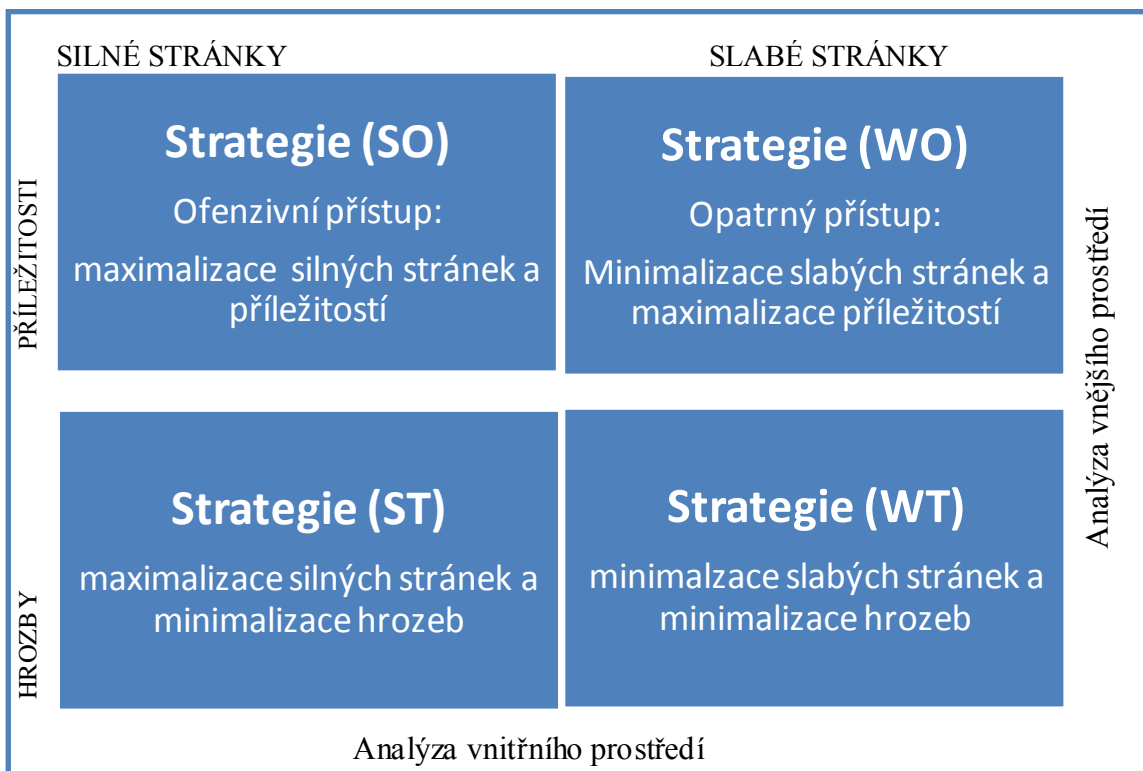 SILNÉ STRÁNKY
SLABÉ STRÁNKY
PŘÍLEŽITOSTI
Strategie (SO)
Ofenzivní přístup:
maximalizace silných stránek a
příležitostí
Strategie (WO)
Opatrný přístup:
Minimalizace slabých stránek a
maximalizace příležitostí
Analýza vnějšího prostředí
HROZBY
Strategie (ST)
maximalizace silných stránek a
minimalizace hrozeb
Strategie (WT)
minimalzace slabých stránek a
minimalizace hrozeb
Analýza vnitřního prostředí